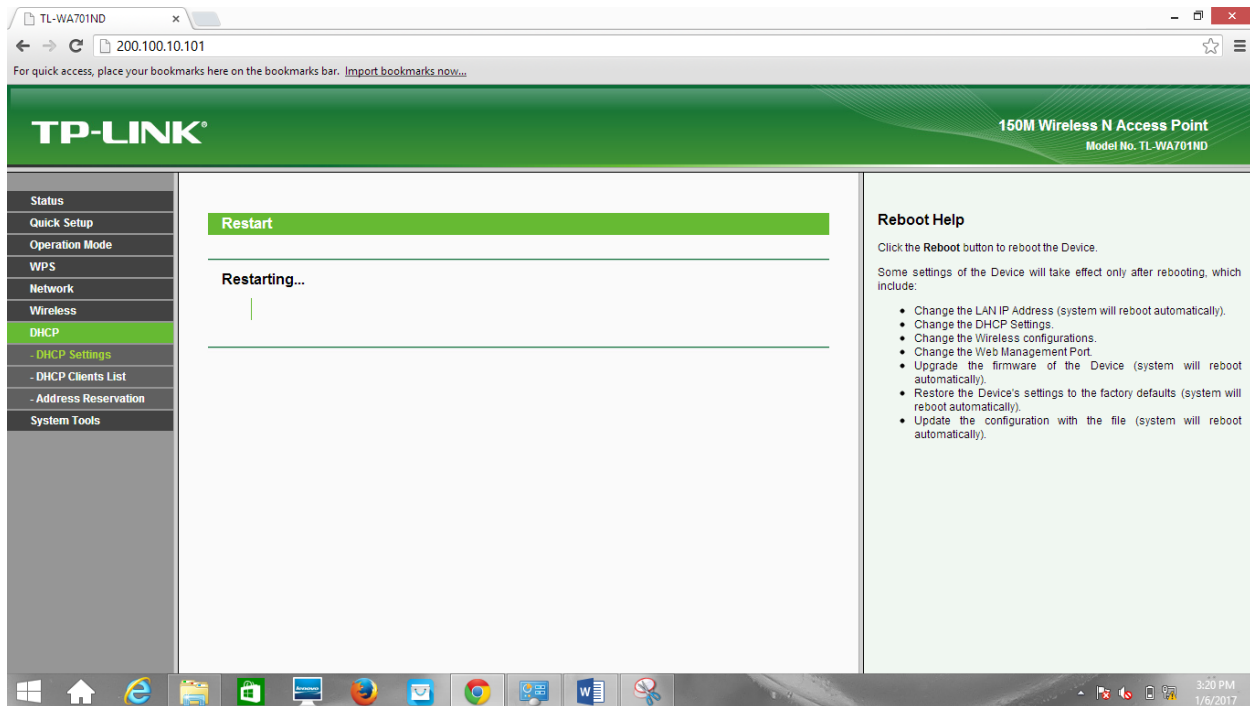 TL-WA701ND
200.100.10.101
For quick access, place your bookmarks here on the bookmarks bar. Import bookmarks now...
TP-LINK®
150M Wireless N Access Point
Model No. TL-WA701ND
Status
Quick Setup
Operation Mode
WPS
Network
Wireless
DHCP
- DHCP Settings
- DHCP Clients List
- Address Reservation
System Tools
Restart
Restarting...
Reboot Help
Click the Reboot button to reboot the Device.
Some settings of the Device will take effect only after rebooting, which
include:
• Change the LAN IP Address (system will reboot automatically).
• Change the DHCP Settings.
• Change the Wireless configurations.
• Change the Web Management Port.
• Upgrade the firmware of the Device (system will reboot
automatically).
• Restore the Device's settings to the factory defaults (system will
reboot automatically).
• Update the configuration with the file (system will reboot
automatically).
lenovo
3:20 PM
1/6/2017